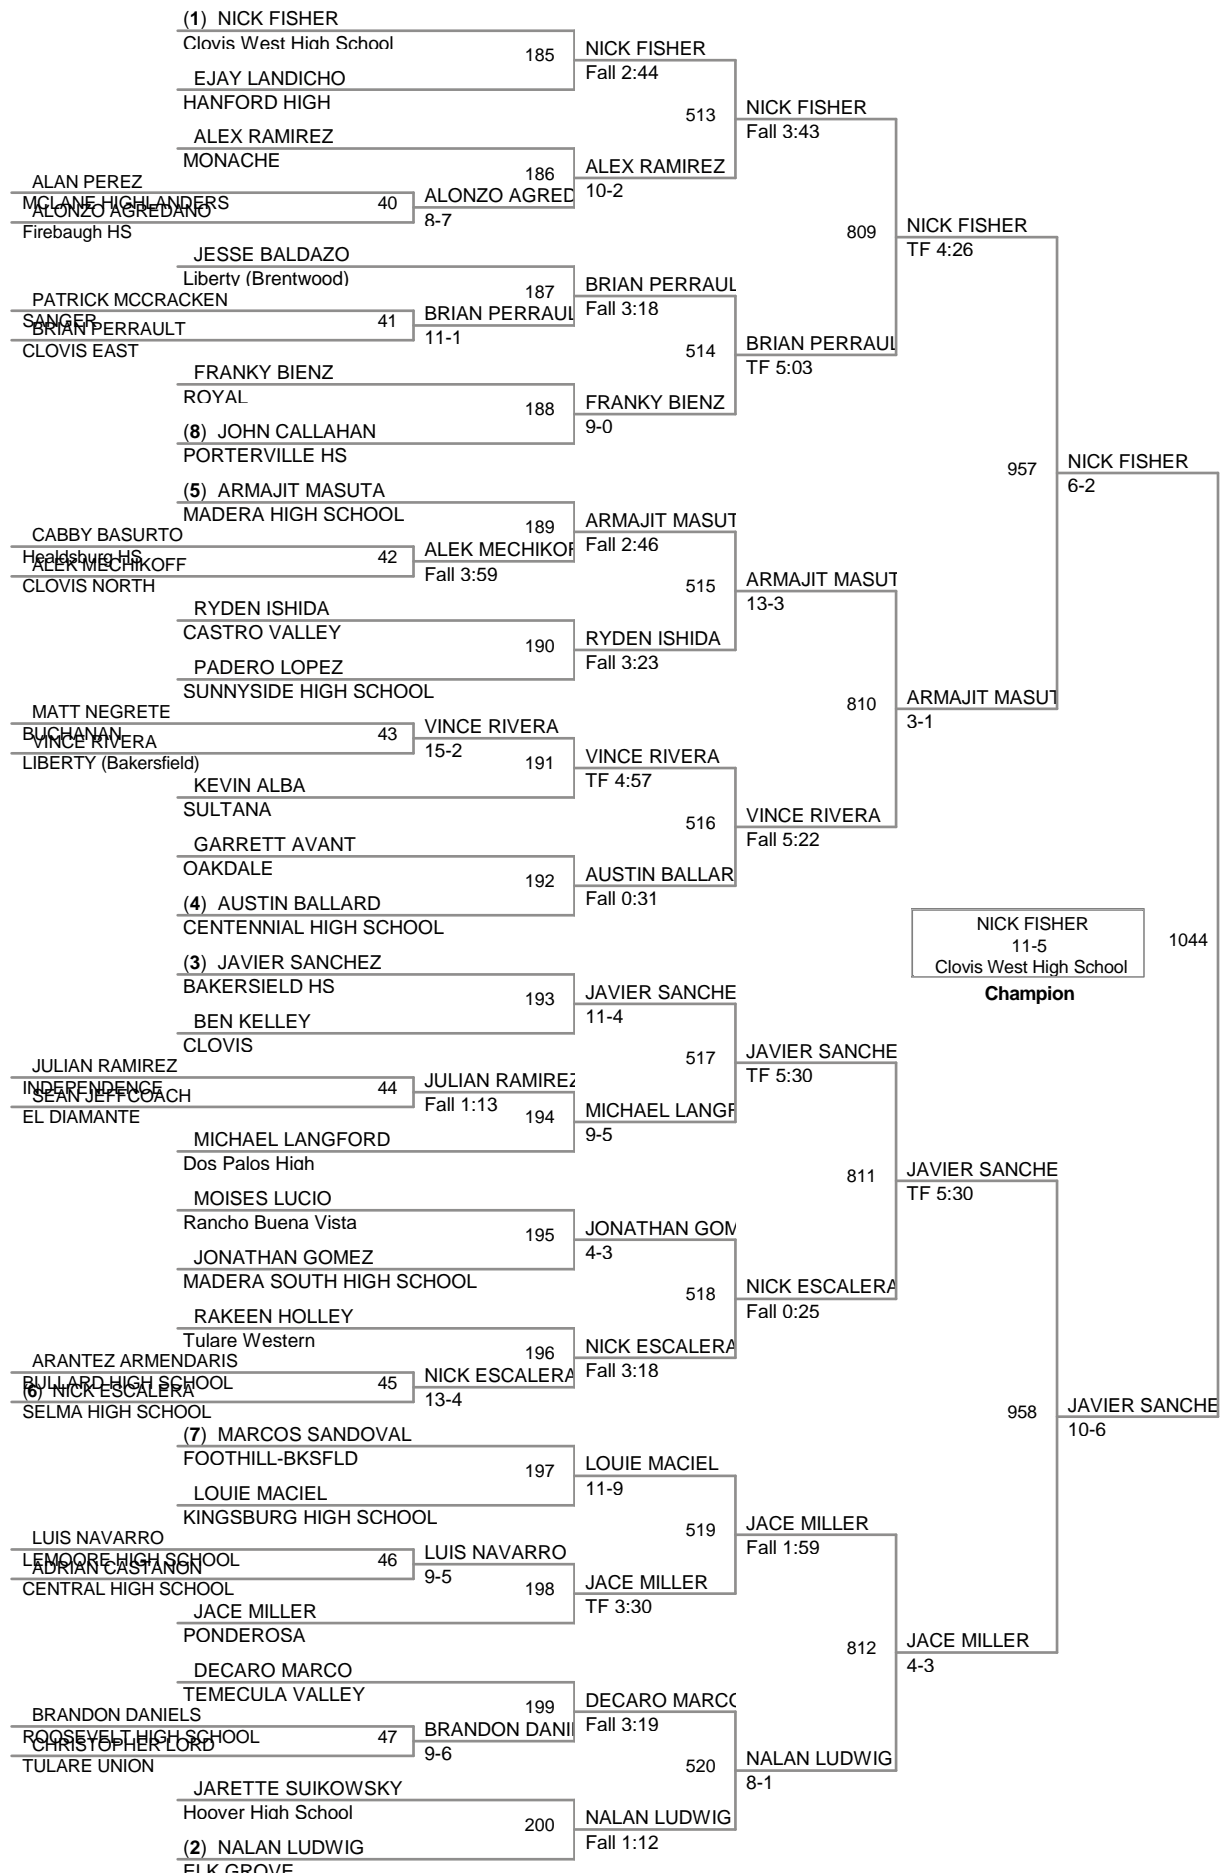 (1) NICK FISHER
Clovis West High School
185
NICK FISHER
Fall 2:44
EJAY LANDICHO
HANFORD HIGH
513
NICK FISHER
Fall 3:43
ALEX RAMIREZ
MONACHE
186
ALEX RAMIREZ
10-2
ALAN PEREZ
MCLANE HIGHLANDERS
40
ALONZO AGRED
8-7
ALONZO AGREDANO
Firebaugh HS
809
NICK FISHER
TF 4:26
JESSE BALDAZO
Liberty (Brentwood)
187
BRIAN PERRAUL
Fall 3:18
PATRICK MCCRACKEN
SANGER
41
BRIAN PERRAUL
11-1
BRIAN PERRAULT
CLOVIS EAST
514
BRIAN PERRAUL
TF 5:03
FRANKY BIENZ
ROYAL
188
FRANKY BIENZ
9-0
(8) JOHN CALLAHAN
PORTERVILLE HS
957
NICK FISHER
6-2
(5) ARMAJIT MASUTA
MADERA HIGH SCHOOL
189
ARMAJIT MASUT
Fall 2:46
CABBY BASURTO
Healdsburg HS
42
ALEK MECHIKOF
Fall 3:59
ALEK MECHIKOFF
CLOVIS NORTH
515
ARMAJIT MASUT
13-3
RYDEN ISHIDA
CASTRO VALLEY
190
RYDEN ISHIDA
Fall 3:23
PADERO LOPEZ
SUNNYSIDE HIGH SCHOOL
810
ARMAJIT MASUT
3-1
MATT NEGRETE
BUCHANAN
43
VINCE RIVERA
15-2
VINCE RIVERA
LIBERTY (Bakersfield)
191
VINCE RIVERA
TF 4:57
KEVIN ALBA
SULTANA
516
VINCE RIVERA
Fall 5:22
GARRETT AVANT
OAKDALE
192
AUSTIN BALLAR
Fall 0:31
(4) AUSTIN BALLARD
CENTENNIAL HIGH SCHOOL
NICK FISHER
11-5
Clovis West High School
Champion
1044
(3) JAVIER SANCHEZ
BAKERSIELD HS
193
JAVIER SANCHE
11-4
BEN KELLEY
CLOVIS
517
JAVIER SANCHE
TF 5:30
JULIAN RAMIREZ
INDEPENDENCE
44
JULIAN RAMIREZ
Fall 1:13
SEAN JEFFCOACH
EL DIAMANTE
194
MICHAEL LANGF
9-5
MICHAEL LANGFORD
Dos Palos High
811
JAVIER SANCHE
TF 5:30
MOISES LUCIO
Rancho Buena Vista
195
JONATHAN GOM
4-3
JONATHAN GOMEZ
MADERA SOUTH HIGH SCHOOL
518
NICK ESCALERA
Fall 0:25
RAKEEN HOLLEY
Tulare Western
196
NICK ESCALERA
Fall 3:18
ARANTEZ ARMENDARIS
BULLARD HIGH SCHOOL
45
NICK ESCALERA
13-4
(6) NICK ESCALERA
SELMA HIGH SCHOOL
958
JAVIER SANCHE
10-6
(7) MARCOS SANDOVAL
FOOTHILL-BKSFLD
197
LOUIE MACIEL
11-9
LOUIE MACIEL
KINGSBURG HIGH SCHOOL
519
JACE MILLER
Fall 1:59
LUIS NAVARRO
LEMOORE HIGH SCHOOL
46
LUIS NAVARRO
9-5
ADRIAN CASTANON
CENTRAL HIGH SCHOOL
198
JACE MILLER
TF 3:30
JACE MILLER
PONDEROSA
812
JACE MILLER
4-3
DECARO MARCO
TEMECULA VALLEY
199
DECARO MARCO
Fall 3:19
BRANDON DANIELS
ROOSEVELT HIGH SCHOOL
47
BRANDON DANI
9-6
CHRISTOPHER LORD
TULARE UNION
520
NALAN LUDWIG
8-1
JARETTE SUIKOWSKY
Hoover High School
200
NALAN LUDWIG
Fall 1:12
(2) NALAN LUDWIG
ELK GROVE